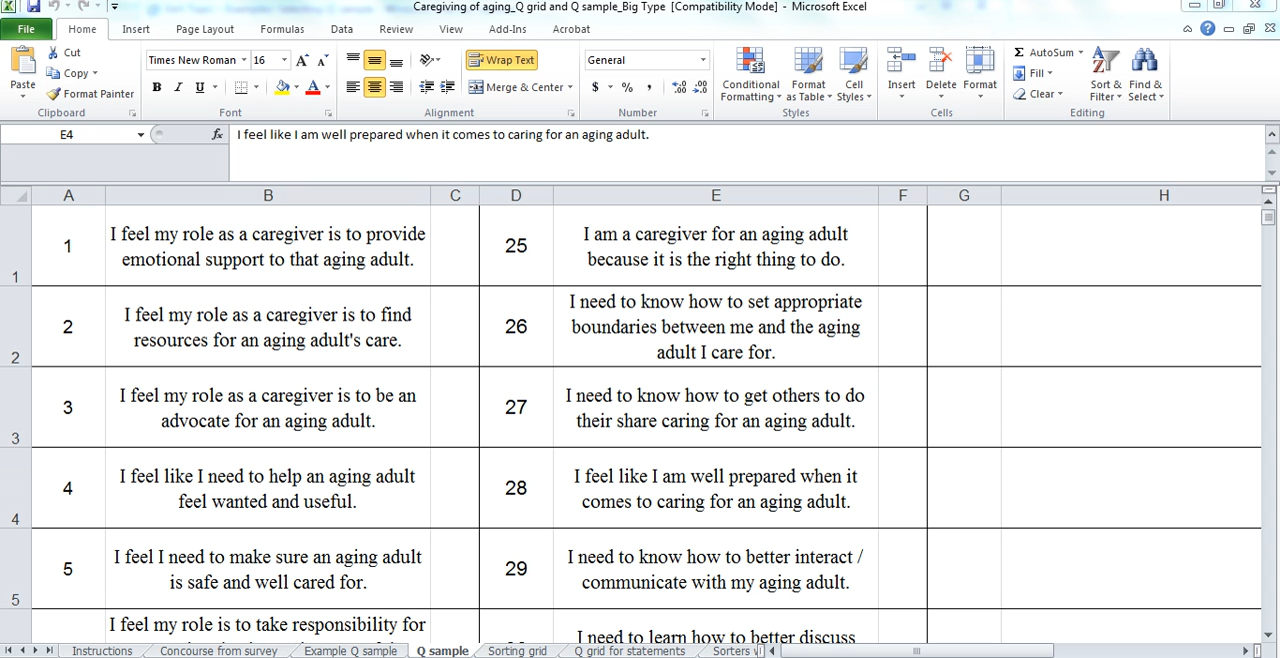 Caregiving of aging_Q grid and Q sample_Big Type [Compatibility Mode] - Microsoft Excel
File Home Insert Page Layout Formulas Data Review View Add-Ins Acrobat
Paste
Cut
Copy
Format Painter
Clipboard
Times New Roman 16
B I U
Font
Wrap Text
Merge & Center
Alignment
General
$ % ,
Number
Conditional Formatting
Format as Table
Cell Styles
Styles
Insert Delete Format
Cells
Σ AutoSum
Fill
Clear
Sort & Filter
Find & Select
Editing
E4 fx I feel like I am well prepared when it comes to caring for an aging adult.
A B C D E F G H
1
1
I feel my role as a caregiver is to provide
emotional support to that aging adult.
25
I am a caregiver for an aging adult
because it is the right thing to do.
2
2
I feel my role as a caregiver is to find
resources for an aging adult's care.
26
I need to know how to set appropriate
boundaries between me and the aging
adult I care for.
3
3
I feel my role as a caregiver is to be an
advocate for an aging adult.
27
I need to know how to get others to do
their share caring for an aging adult.
4
4
I feel like I need to help an aging adult
feel wanted and useful.
28
I feel like I am well prepared when it
comes to caring for an aging adult.
5
5
I feel I need to make sure an aging adult
is safe and well cared for.
29
I need to know how to better interact /
communicate with my aging adult.
I feel my role is to take responsibility for
I need to learn how to better discuss
Instructions Concourse from survey Example Q sample Q sample Sorting grid Q grid for statements Sorters